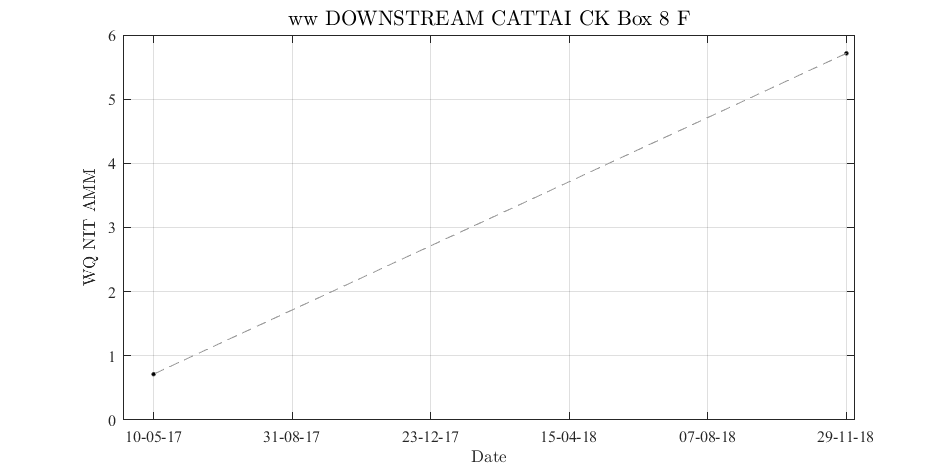 ww DOWNSTREAM CATTAI CK Box 8 F
6
5
4
3
2
1
0
WQ NIT AMM
10-05-17 31-08-17 23-12-17 15-04-18 07-08-18 29-11-18
Date